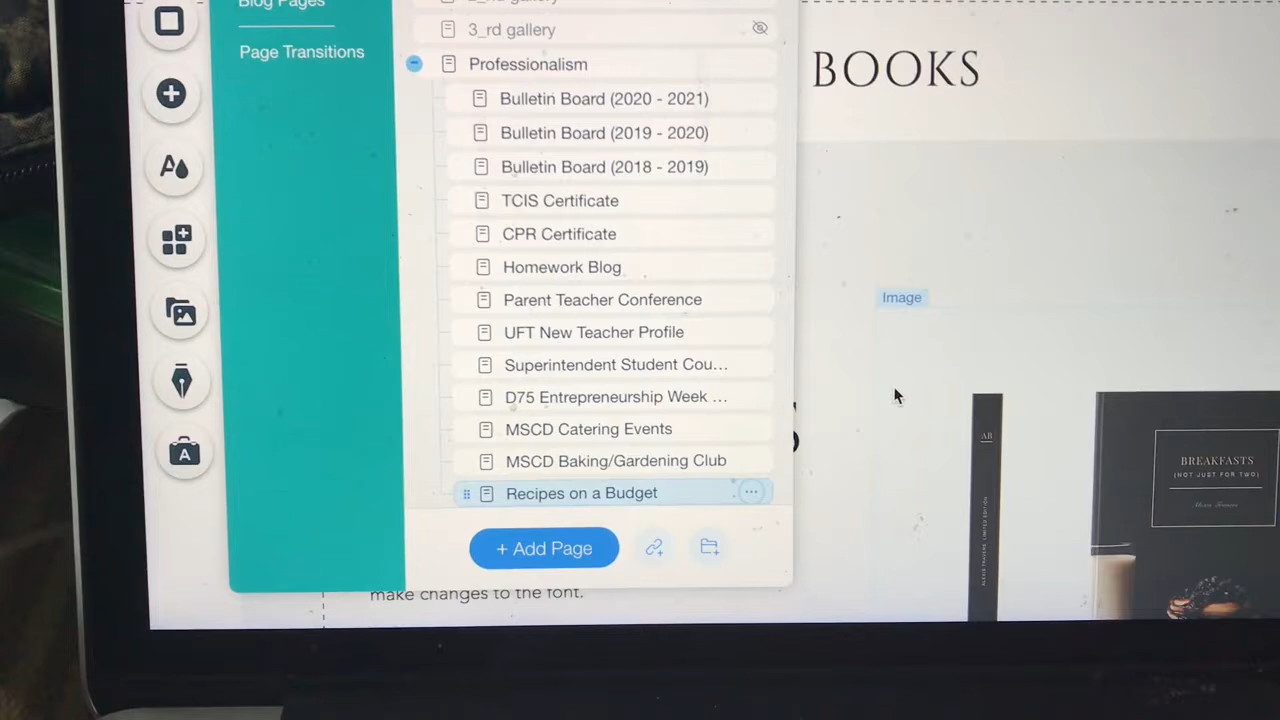 Blog Pages
2_rd gallery
3_rd gallery
Page Transitions
Professionalism
BOOKS
Bulletin Board (2020 - 2021)
Bulletin Board (2019 - 2020)
Bulletin Board (2018 - 2019)
TCIS Certificate
CPR Certificate
Homework Blog
Parent Teacher Conference
UFT New Teacher Profile
Superintendent Student Cou...
D75 Entrepreneurship Week ...
MSCD Catering Events
MSCD Baking/Gardening Club
Recipes on a Budget
+ Add Page
make changes to the font.
Image
AB
BREAKFASTS
(NOT JUST FOR TWO)